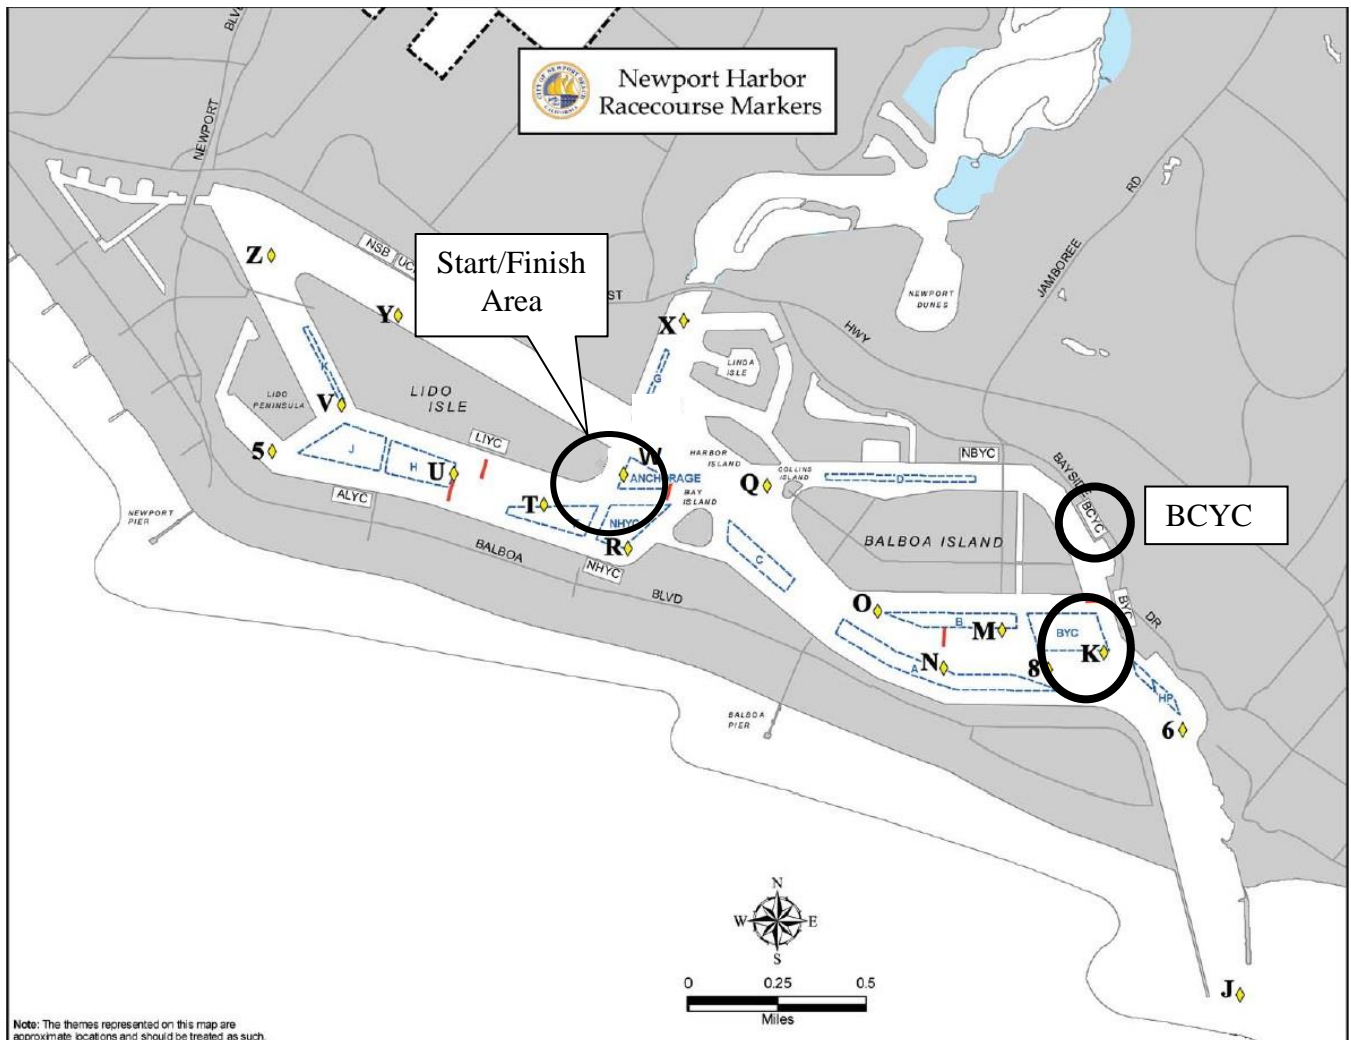 Newport Harbor
Racecourse Markers
BLVD
NEWPORT
NSB
UC
Start/Finish
Area
ST
JAMBOREE
RD
NEWPORT
DUNES
HWY
Z
Y
X
G
LINDA
ISLE
K
LIDO
ISLE
LIDO
PENINSULA
V
5
J
H
U
LIYC
W
ANCHORAGE
HARBOR
ISLAND
BAY
ISLAND
COLLINS
ISLAND
Q
D
NBYC
BAYSIDE
BCYC
BCYC
ALYC
T
NHYC
R
NHYC
NEWPORT
PIER
BALBOA
BLVD
C
BALBOA ISLAND
O
B
M
BYC
K
BYC
DR
A
N
8
HP
6
BALBOA
PIER
N
W
E
S
0
0.25
0.5
Miles
J
Note: The themes represented on this map are
approximate locations and should be treated as such.